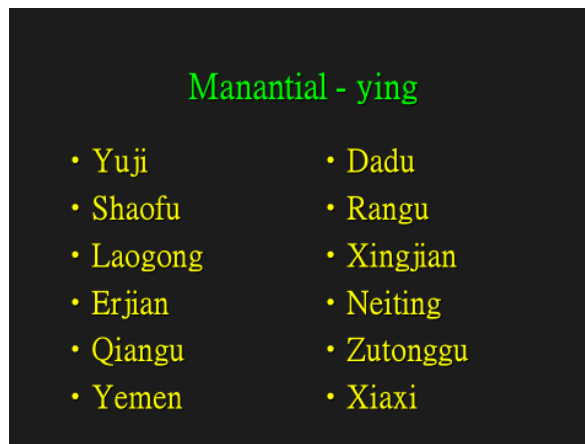 Manantial - ying
• Yuji
• Shaofu
• Laogong
• Erjian
• Qiangu
• Yemen
• Dadu
• Rangu
• Xingjian
• Neiting
• Zutonggu
• Xiaxi